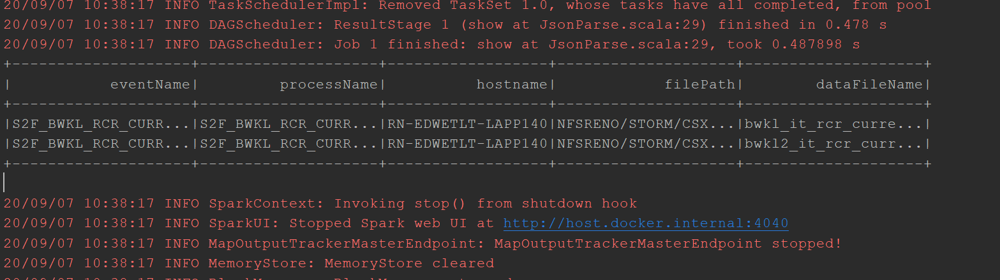 20/09/07 10:38:17 INFO TaskSchedulerImpl: Removed TaskSet 1.0, whose tasks have all completed, from pool
20/09/07 10:38:17 INFO DAGScheduler: ResultStage 1 (show at JsonParse.scala:29) finished in 0.478 s
20/09/07 10:38:17 INFO DAGScheduler: Job 1 finished: show at JsonParse.scala:29, took 0.487898 s
+--------------------+--------------------+------------------+--------------------+--------------------+
|           eventName|         processName|          hostname|            filePath|        dataFileName|
+--------------------+--------------------+------------------+--------------------+--------------------+
|S2F_BWKL_RCR_CURR...|S2F_BWKL_RCR_CURR...|RN-EDWETLT-LAPP140|NFSRENO/STORM/CSX...|bwkl_it_rcr_curre...|
|S2F_BWKL_RCR_CURR...|S2F_BWKL_RCR_CURR...|RN-EDWETLT-LAPP140|NFSRENO/STORM/CSX...|bwkl2_it_rcr_curr...|
+--------------------+--------------------+------------------+--------------------+--------------------+
20/09/07 10:38:17 INFO SparkContext: Invoking stop() from shutdown hook
20/09/07 10:38:17 INFO SparkUI: Stopped Spark web UI at http://host.docker.internal:4040
20/09/07 10:38:17 INFO MapOutputTrackerMasterEndpoint: MapOutputTrackerMasterEndpoint stopped!
20/09/07 10:38:17 INFO MemoryStore: MemoryStore cleared